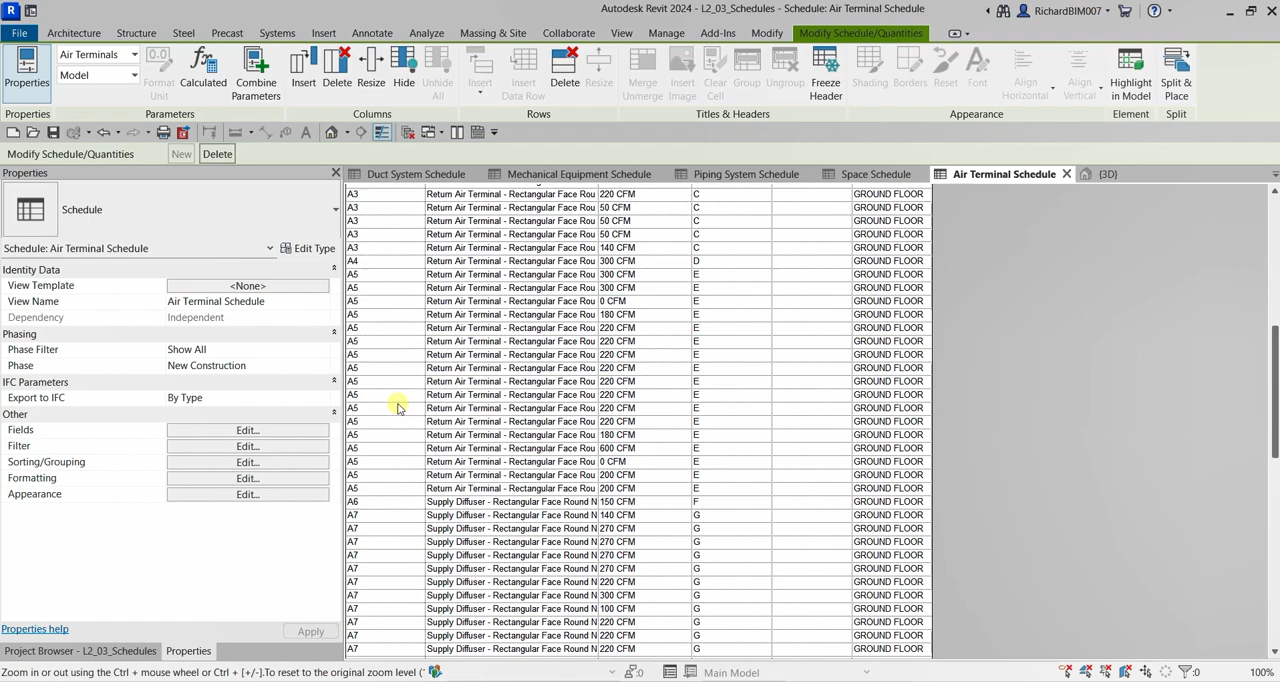 Autodesk Revit 2024 - L2_03_Schedules - Schedule: Air Terminal Schedule
RichardBIM007
File Architecture Structure Steel Precast Systems Insert Annotate Analyze Massing & Site Collaborate View Manage Add-Ins Modify Modify Schedule/Quantities
Air Terminals
Model
Properties Format Unit Calculated Combine Parameters Insert Delete Resize Hide Unhide All Insert Insert Data Row Delete Resize Merge Unmerge Insert Image Clear Cell Group Ungroup Freeze Header Shading Borders Reset Font Align Horizontal Align Vertical Highlight in Model Split & Place
Properties Parameters Columns Rows Titles & Headers Appearance Element Split
Modify Schedule/Quantities New Delete
Properties Duct System Schedule Mechanical Equipment Schedule Piping System Schedule Space Schedule Air Terminal Schedule {3D}
Schedule
Schedule: Air Terminal Schedule Edit Type
Identity Data
View Template <None>
View Name Air Terminal Schedule
Dependency Independent
Phasing
Phase Filter Show All
Phase New Construction
IFC Parameters
Export to IFC By Type
Other
Fields Edit...
Filter Edit...
Sorting/Grouping Edit...
Formatting Edit...
Appearance Edit...
Properties help Apply
Project Browser - L2_03_Schedules Properties
A3 Return Air Terminal - Rectangular Face Rou 220 CFM C GROUND FLOOR
A3 Return Air Terminal - Rectangular Face Rou 50 CFM C GROUND FLOOR
A3 Return Air Terminal - Rectangular Face Rou 50 CFM C GROUND FLOOR
A3 Return Air Terminal - Rectangular Face Rou 50 CFM C GROUND FLOOR
A3 Return Air Terminal - Rectangular Face Rou 140 CFM C GROUND FLOOR
A4 Return Air Terminal - Rectangular Face Rou 300 CFM D GROUND FLOOR
A5 Return Air Terminal - Rectangular Face Rou 300 CFM E GROUND FLOOR
A5 Return Air Terminal - Rectangular Face Rou 300 CFM E GROUND FLOOR
A5 Return Air Terminal - Rectangular Face Rou 0 CFM E GROUND FLOOR
A5 Return Air Terminal - Rectangular Face Rou 180 CFM E GROUND FLOOR
A5 Return Air Terminal - Rectangular Face Rou 220 CFM E GROUND FLOOR
A5 Return Air Terminal - Rectangular Face Rou 220 CFM E GROUND FLOOR
A5 Return Air Terminal - Rectangular Face Rou 220 CFM E GROUND FLOOR
A5 Return Air Terminal - Rectangular Face Rou 220 CFM E GROUND FLOOR
A5 Return Air Terminal - Rectangular Face Rou 220 CFM E GROUND FLOOR
A5 Return Air Terminal - Rectangular Face Rou 220 CFM E GROUND FLOOR
A5 Return Air Terminal - Rectangular Face Rou 220 CFM E GROUND FLOOR
A5 Return Air Terminal - Rectangular Face Rou 220 CFM E GROUND FLOOR
A5 Return Air Terminal - Rectangular Face Rou 180 CFM E GROUND FLOOR
A5 Return Air Terminal - Rectangular Face Rou 600 CFM E GROUND FLOOR
A5 Return Air Terminal - Rectangular Face Rou 0 CFM E GROUND FLOOR
A5 Return Air Terminal - Rectangular Face Rou 200 CFM E GROUND FLOOR
A5 Return Air Terminal - Rectangular Face Rou 200 CFM E GROUND FLOOR
A6 Supply Diffuser - Rectangular Face Round N 150 CFM F GROUND FLOOR
A7 Supply Diffuser - Rectangular Face Round N 140 CFM G GROUND FLOOR
A7 Supply Diffuser - Rectangular Face Round N 270 CFM G GROUND FLOOR
A7 Supply Diffuser - Rectangular Face Round N 270 CFM G GROUND FLOOR
A7 Supply Diffuser - Rectangular Face Round N 270 CFM G GROUND FLOOR
A7 Supply Diffuser - Rectangular Face Round N 270 CFM G GROUND FLOOR
A7 Supply Diffuser - Rectangular Face Round N 220 CFM G GROUND FLOOR
A7 Supply Diffuser - Rectangular Face Round N 300 CFM G GROUND FLOOR
A7 Supply Diffuser - Rectangular Face Round N 100 CFM G GROUND FLOOR
A7 Supply Diffuser - Rectangular Face Round N 220 CFM G GROUND FLOOR
A7 Supply Diffuser - Rectangular Face Round N 220 CFM G GROUND FLOOR
A7 Supply Diffuser - Rectangular Face Round N 220 CFM G GROUND FLOOR
Zoom in or out using the Ctrl + mouse wheel or Ctrl + [+/-].To reset to the original zoom level (' :0 Main Model :0 100%